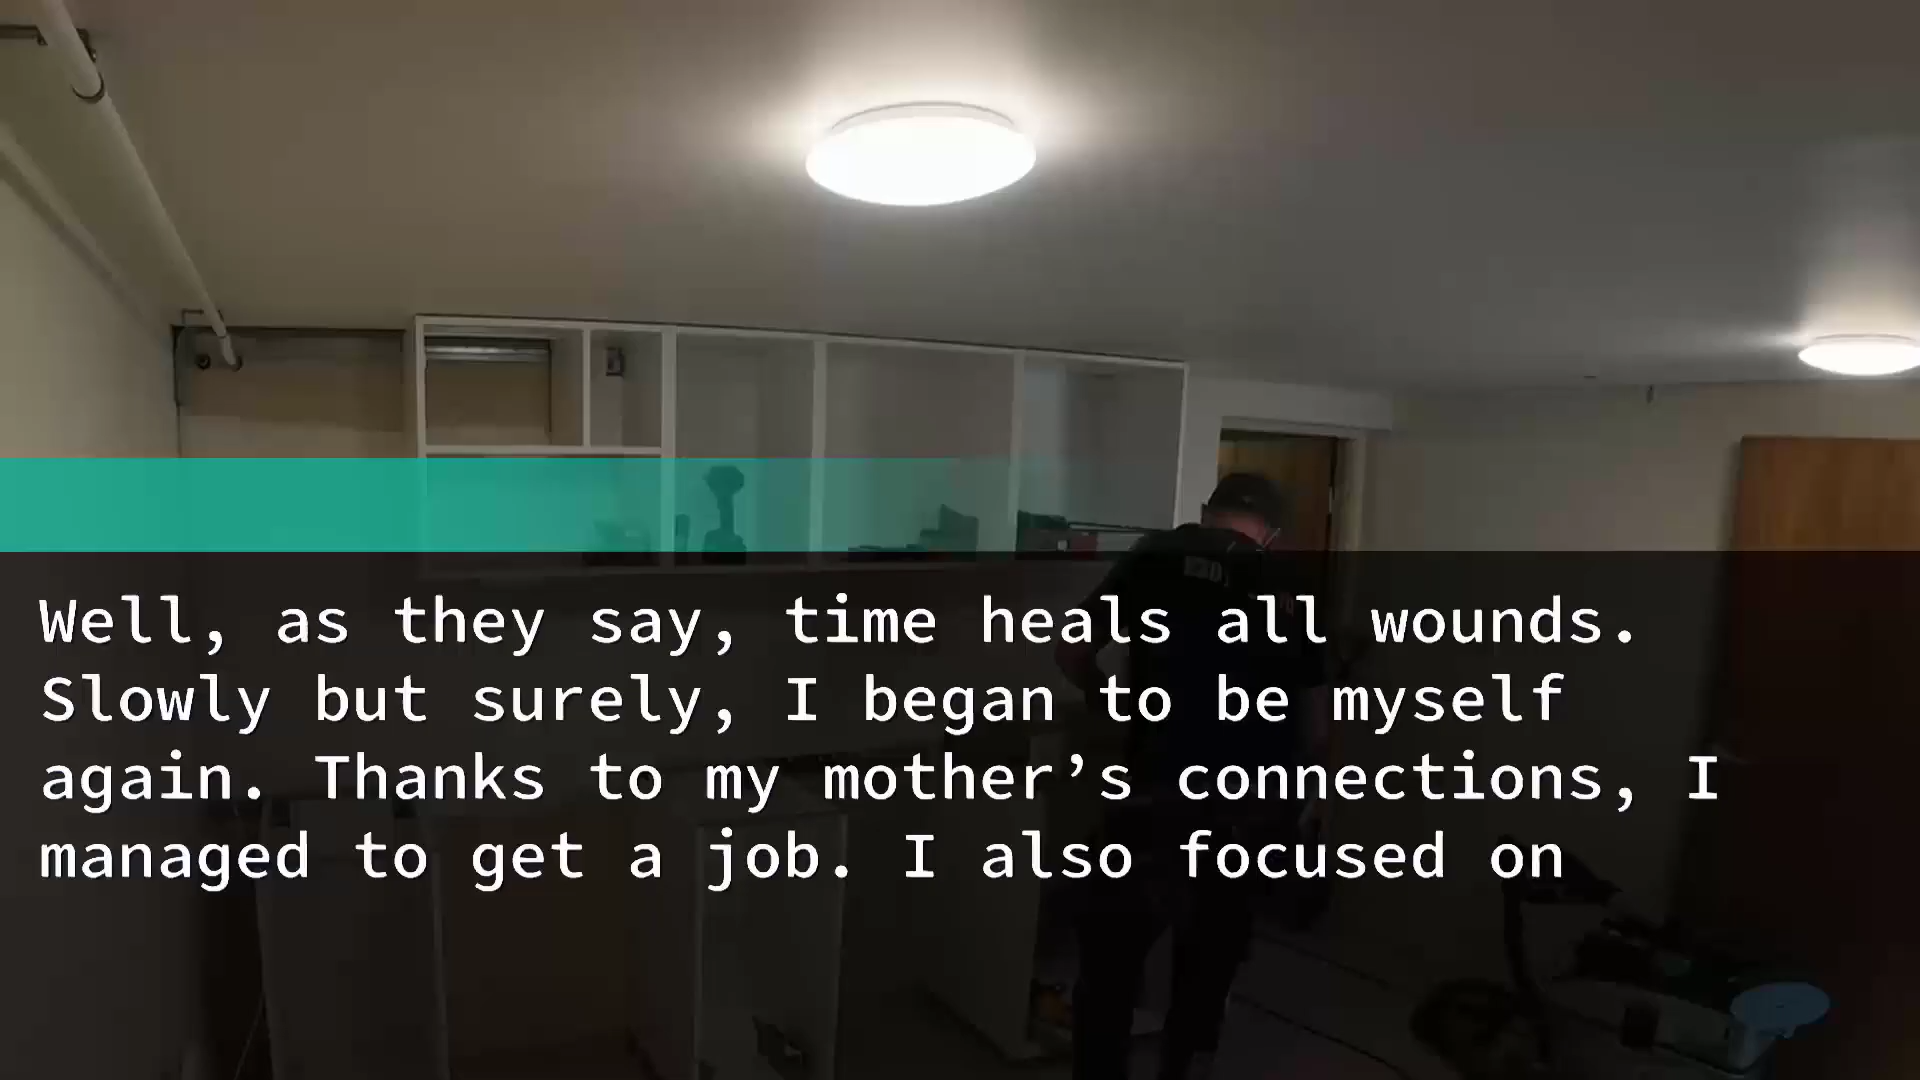 Well, as they say, time heals all wounds.
Slowly but surely, I began to be myself
again. Thanks to my mother’s connections, I
managed to get a job. I also focused on